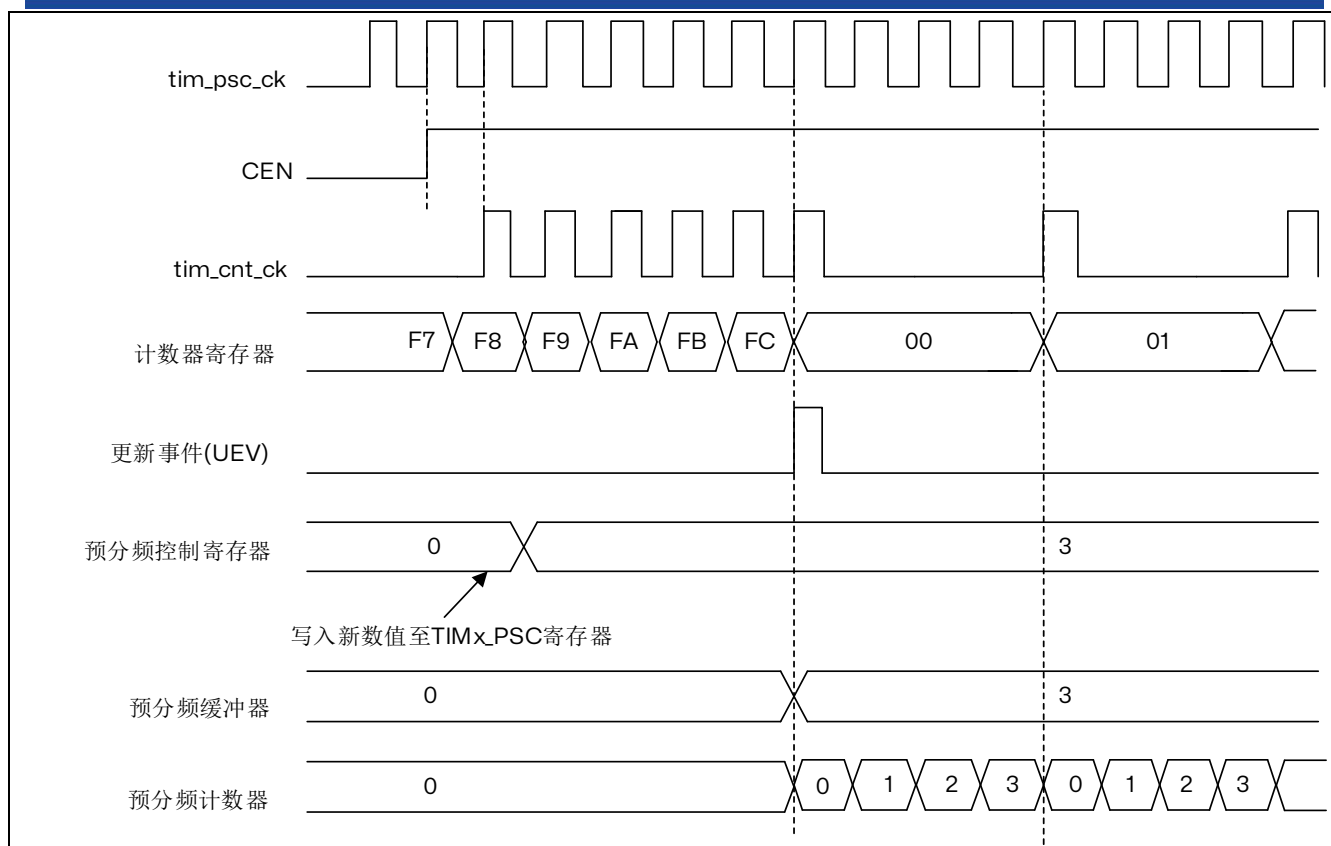 tim_psc_ck
CEN
tim_cnt_ck
计数器寄存器 F7 F8 F9 FA FB FC 00 01
更新事件(UEV)
预分频控制寄存器 0 3
写入新数值至TIMx_PSC寄存器
预分频缓冲器 0 3
预分频计数器 0 0 1 2 3 0 1 2 3